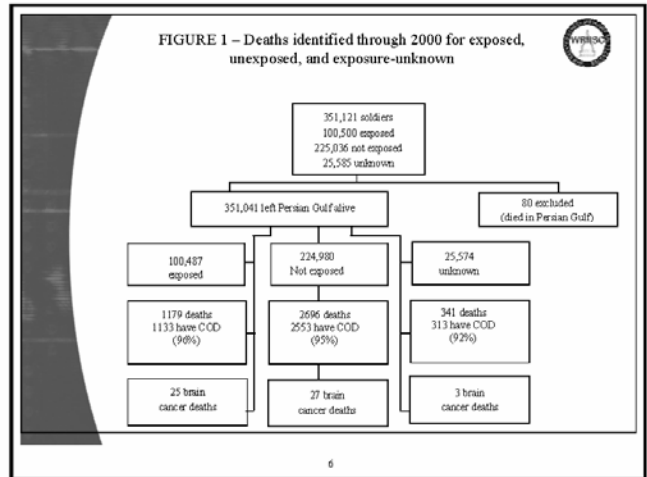 FIGURE 1 – Deaths identified through 2000 for exposed,
unexposed, and exposure-unknown
351,121 soldiers
100,500 exposed
225,036 not exposed
25,585 unknown
351,041 left Persian Gulf alive
80 excluded
(died in Persian Gulf)
100,487
exposed
224,980
Not exposed
25,574
unknown
1179 deaths
1133 have COD
(96%)
2696 deaths
2553 have COD
(95%)
341 deaths
313 have COD
(92%)
25 brain
cancer deaths
27 brain
cancer deaths
3 brain
cancer deaths
6